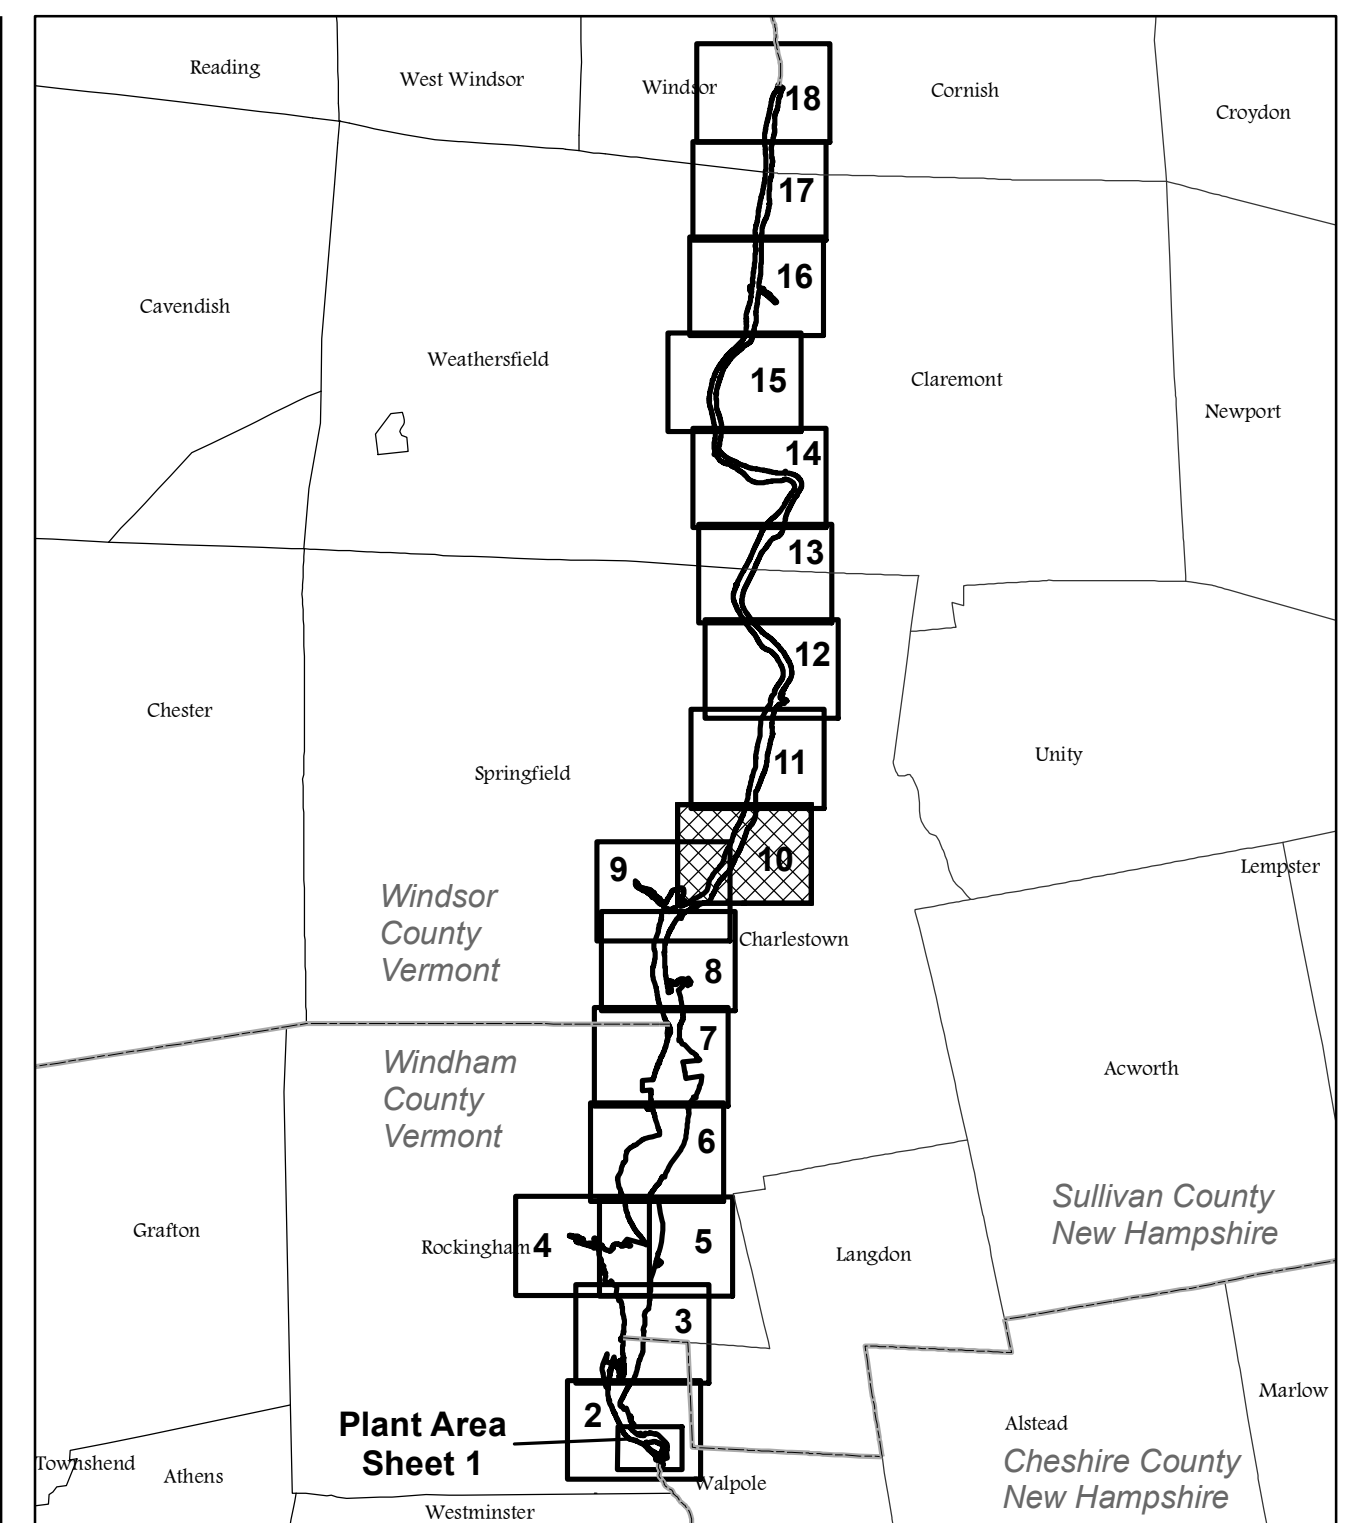 Reading
West Windsor
Windsor
18
Cornish
Croydon
17
16
Cavendish
Weathersfield
15
Claremont
Newport
14
13
12
Chester
Springfield
11
Unity
10
9
Lempster
Windsor
County
Vermont
Charlestown
8
7
Windham
County
Vermont
Acworth
6
Sullivan County
New Hampshire
Grafton
Rockingham
4
5
Langdon
3
Marlow
2
Plant Area
Sheet 1
Alstead
Cheshire County
New Hampshire
Townshend
Athens
Walpole
Westminster